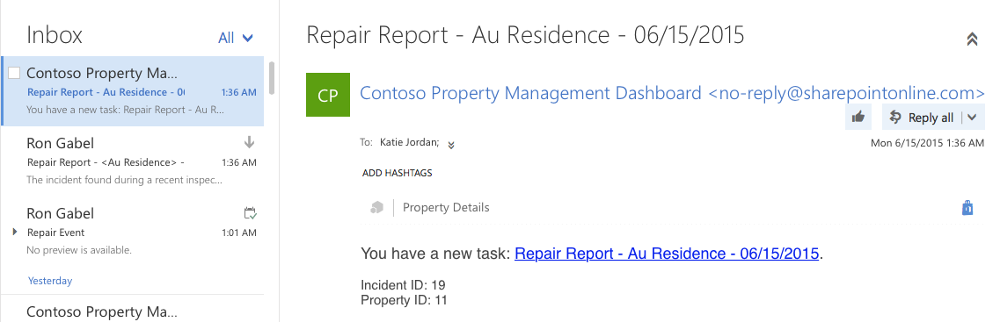 Inbox
All
Contoso Property Ma...
Repair Report - Au Residence - 06
1:36 AM
You have a new task: Repair Report - Au R...
Ron Gabel
Repair Report - <Au Residence> -
1:36 AM
The incident found during a recent inspec...
Ron Gabel
Repair Event
1:01 AM
No preview is available.
Yesterday
Contoso Property Ma...
Repair Report - Au Residence - 06/15/2015
CP
Contoso Property Management Dashboard <no-reply@sharepointonline.com>
Reply all
To: Katie Jordan;
Mon 6/15/2015 1:36 AM
ADD HASHTAGS
Property Details
You have a new task: Repair Report - Au Residence - 06/15/2015.
Incident ID: 19
Property ID: 11